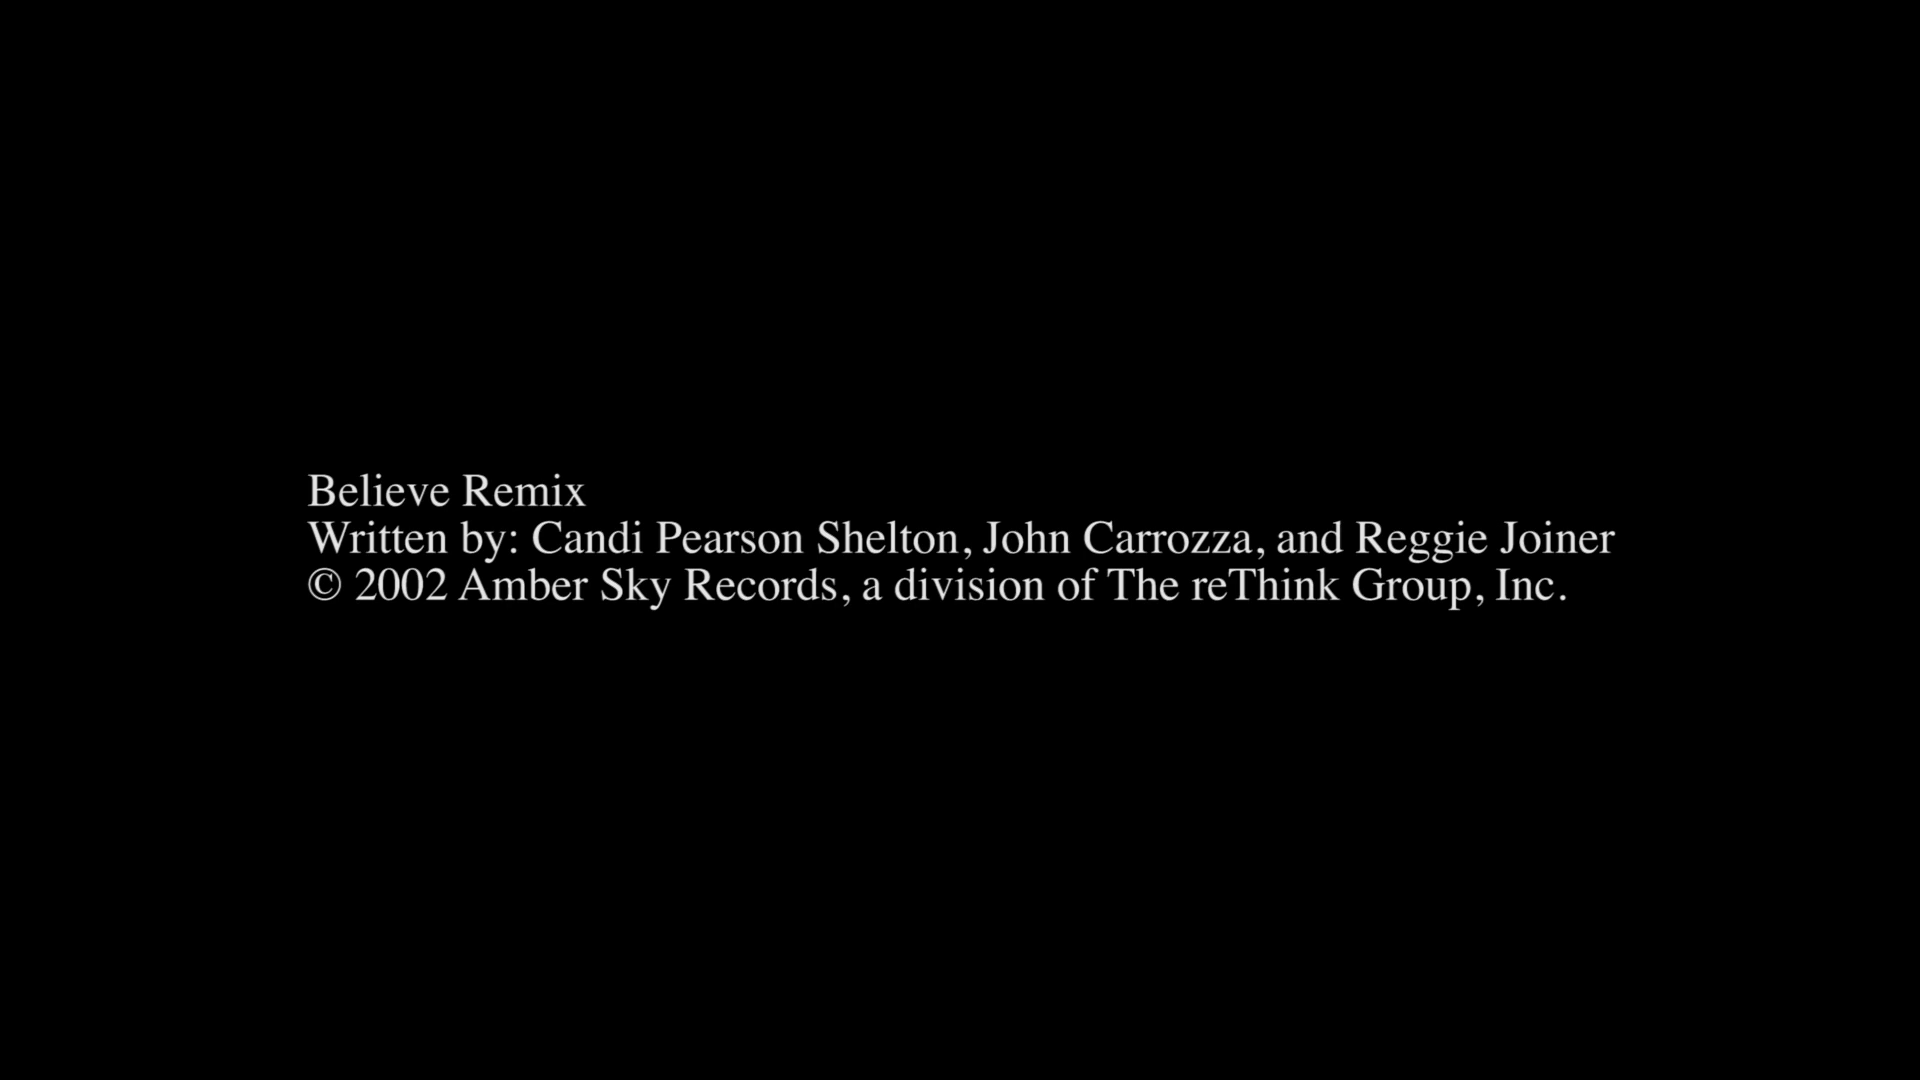 Believe Remix
Written by: Candi Pearson Shelton, John Carrozza, and Reggie Joiner
© 2002 Amber Sky Records, a division of The reThink Group, Inc.